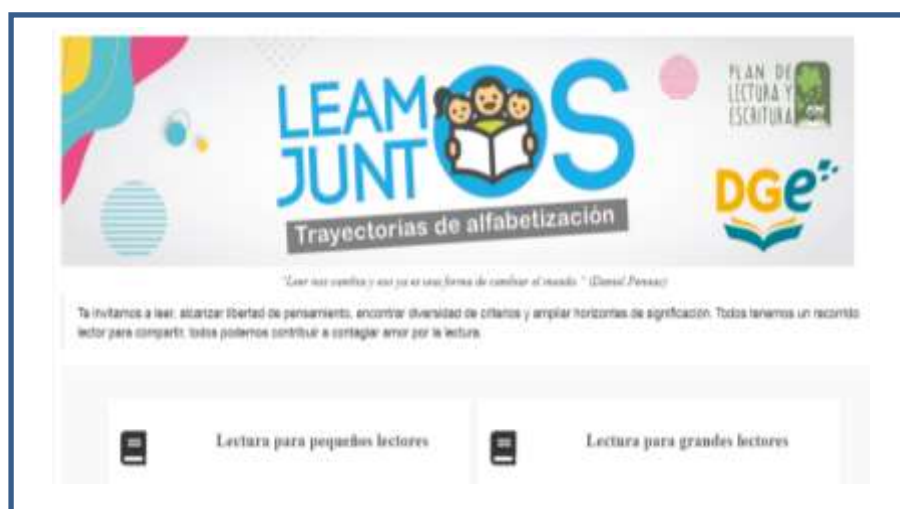 LEAMOS
JUNTOS
Trayectorias de alfabetización
PLAN DE
LECTURA Y
ESCRITURA
DGe
"Leer nos cambia y eso ya es una forma de cambiar el mundo." (Daniel Pennac)
Te invitamos a leer, alcanzar libertad de pensamiento, encontrar diversidad de criterios y ampliar horizontes de significación. Todos tenemos un recorrido
lector para compartir, todos podemos contribuir a contagiar amor por la lectura.
Lectura para pequeños lectores
Lectura para grandes lectores